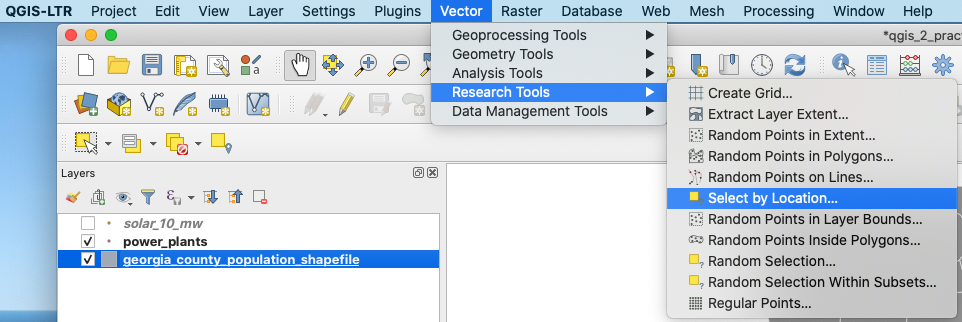 QGIS-LTR Project Edit View Layer Settings Plugins Vector Raster Database Web Mesh Processing Window Help
*qgis_2_pract
Geoprocessing Tools
Geometry Tools
Analysis Tools
Research Tools
Data Management Tools
Create Grid...
Extract Layer Extent...
Random Points in Extent...
Random Points in Polygons...
Random Points on Lines...
Select by Location...
Random Points in Layer Bounds...
Random Points Inside Polygons...
Random Selection...
Random Selection Within Subsets...
Regular Points...
Layers
solar_10_mw
power_plants
georgia_county_population_shapefile